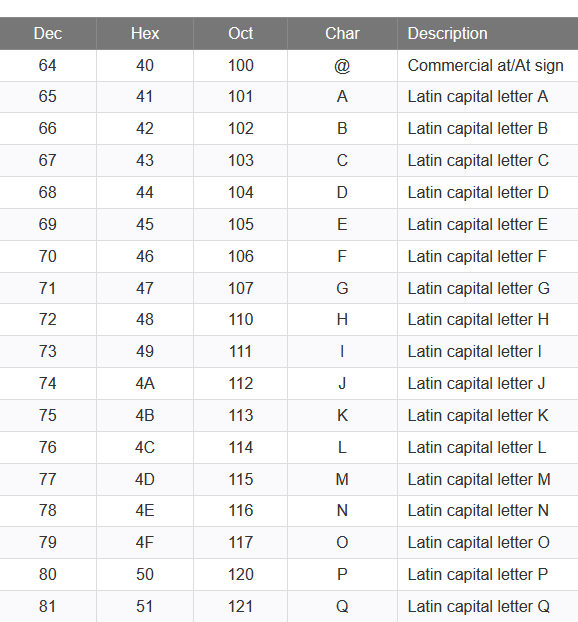 Dec Hex Oct Char Description
64 40 100 @ Commercial at/At sign
65 41 101 A Latin capital letter A
66 42 102 B Latin capital letter B
67 43 103 C Latin capital letter C
68 44 104 D Latin capital letter D
69 45 105 E Latin capital letter E
70 46 106 F Latin capital letter F
71 47 107 G Latin capital letter G
72 48 110 H Latin capital letter H
73 49 111 I Latin capital letter I
74 4A 112 J Latin capital letter J
75 4B 113 K Latin capital letter K
76 4C 114 L Latin capital letter L
77 4D 115 M Latin capital letter M
78 4E 116 N Latin capital letter N
79 4F 117 O Latin capital letter O
80 50 120 P Latin capital letter P
81 51 121 Q Latin capital letter Q